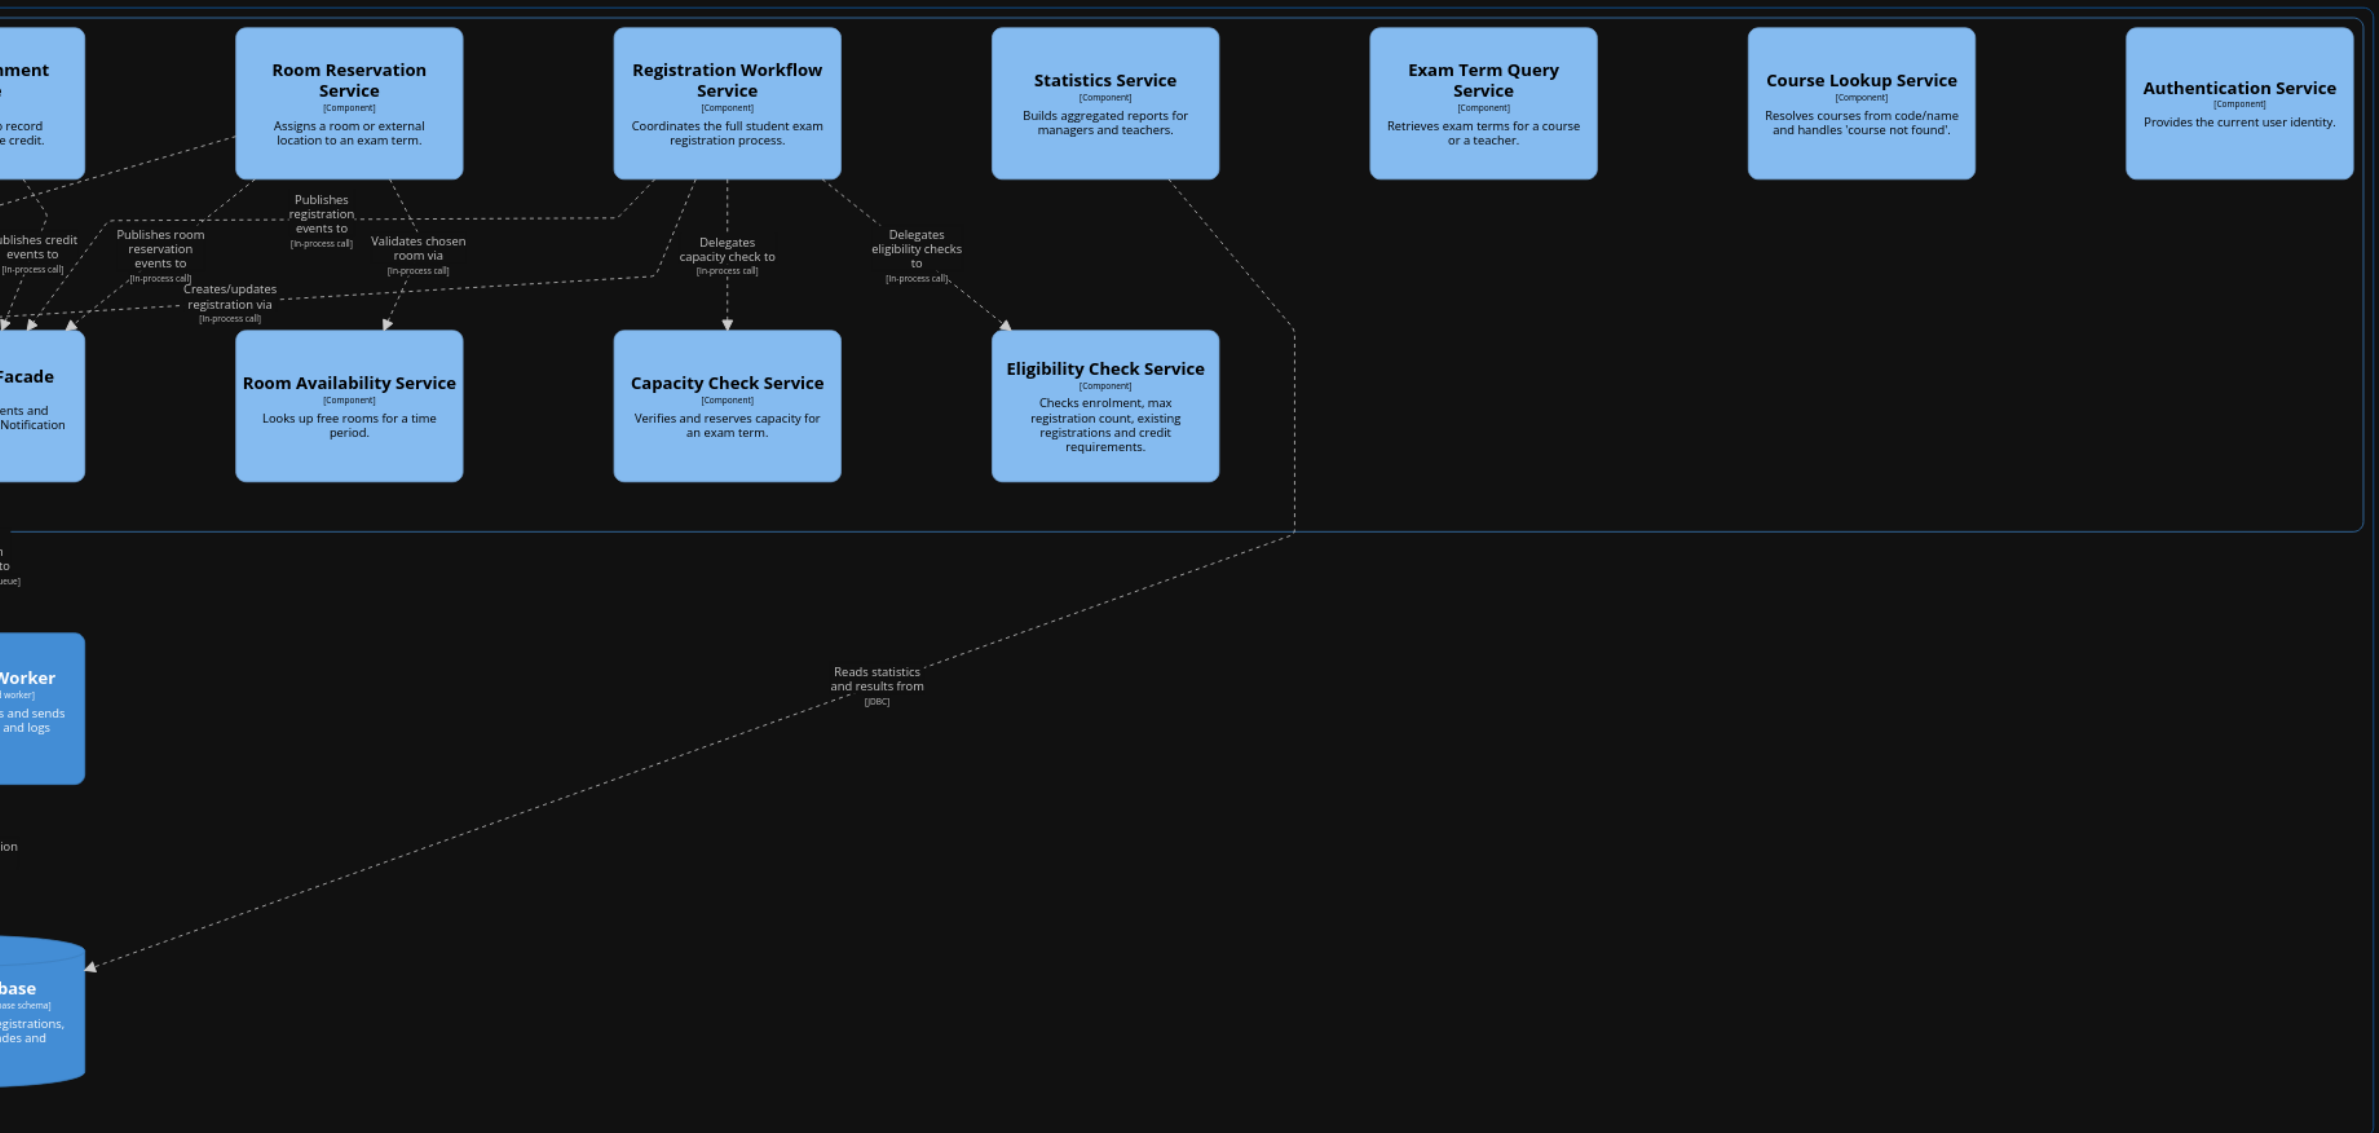 Room Reservation
Service
[Component]
Assigns a room or external
location to an exam term.
Registration Workflow
Service
[Component]
Coordinates the full student exam
registration process.
Statistics Service
[Component]
Builds aggregated reports for
managers and teachers.
Exam Term Query
Service
[Component]
Retrieves exam terms for a course
or a teacher.
Course Lookup Service
[Component]
Resolves courses from code/name
and handles 'course not found'.
Authentication Service
[Component]
Provides the current user identity.
record
e credit.
credit
events to
[In-process call]
Publishes room
reservation
events to
[In-process call]
Publishes
registration
events to
[In-process call]
Validates chosen
room via
[In-process call]
Creates/updates
registration via
[In-process call]
Delegates
capacity check to
[In-process call]
Delegates
eligibility checks
to
[In-process call]
Facade
ents and
Notification
Room Availability Service
[Component]
Looks up free rooms for a time
period.
Capacity Check Service
[Component]
Verifies and reserves capacity for
an exam term.
Eligibility Check Service
[Component]
Checks enrolment, max
registration count, existing
registrations and credit
requirements.
to
Worker
worker]
s and sends
and logs
Reads statistics
and results from
[JDBC]
ion
base
schema]
egistrations,
des and